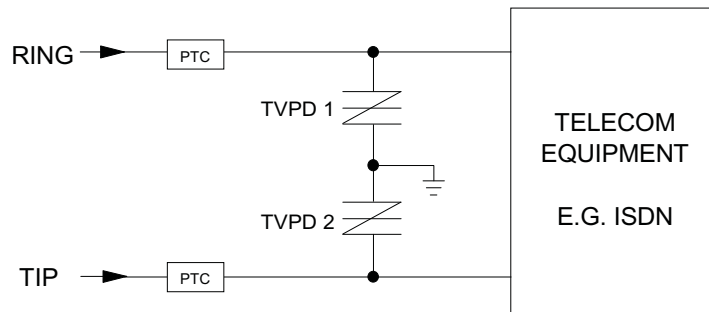 RING
PTC
TVPD 1
TELECOM
EQUIPMENT
E.G. ISDN
TVPD 2
TIP
PTC